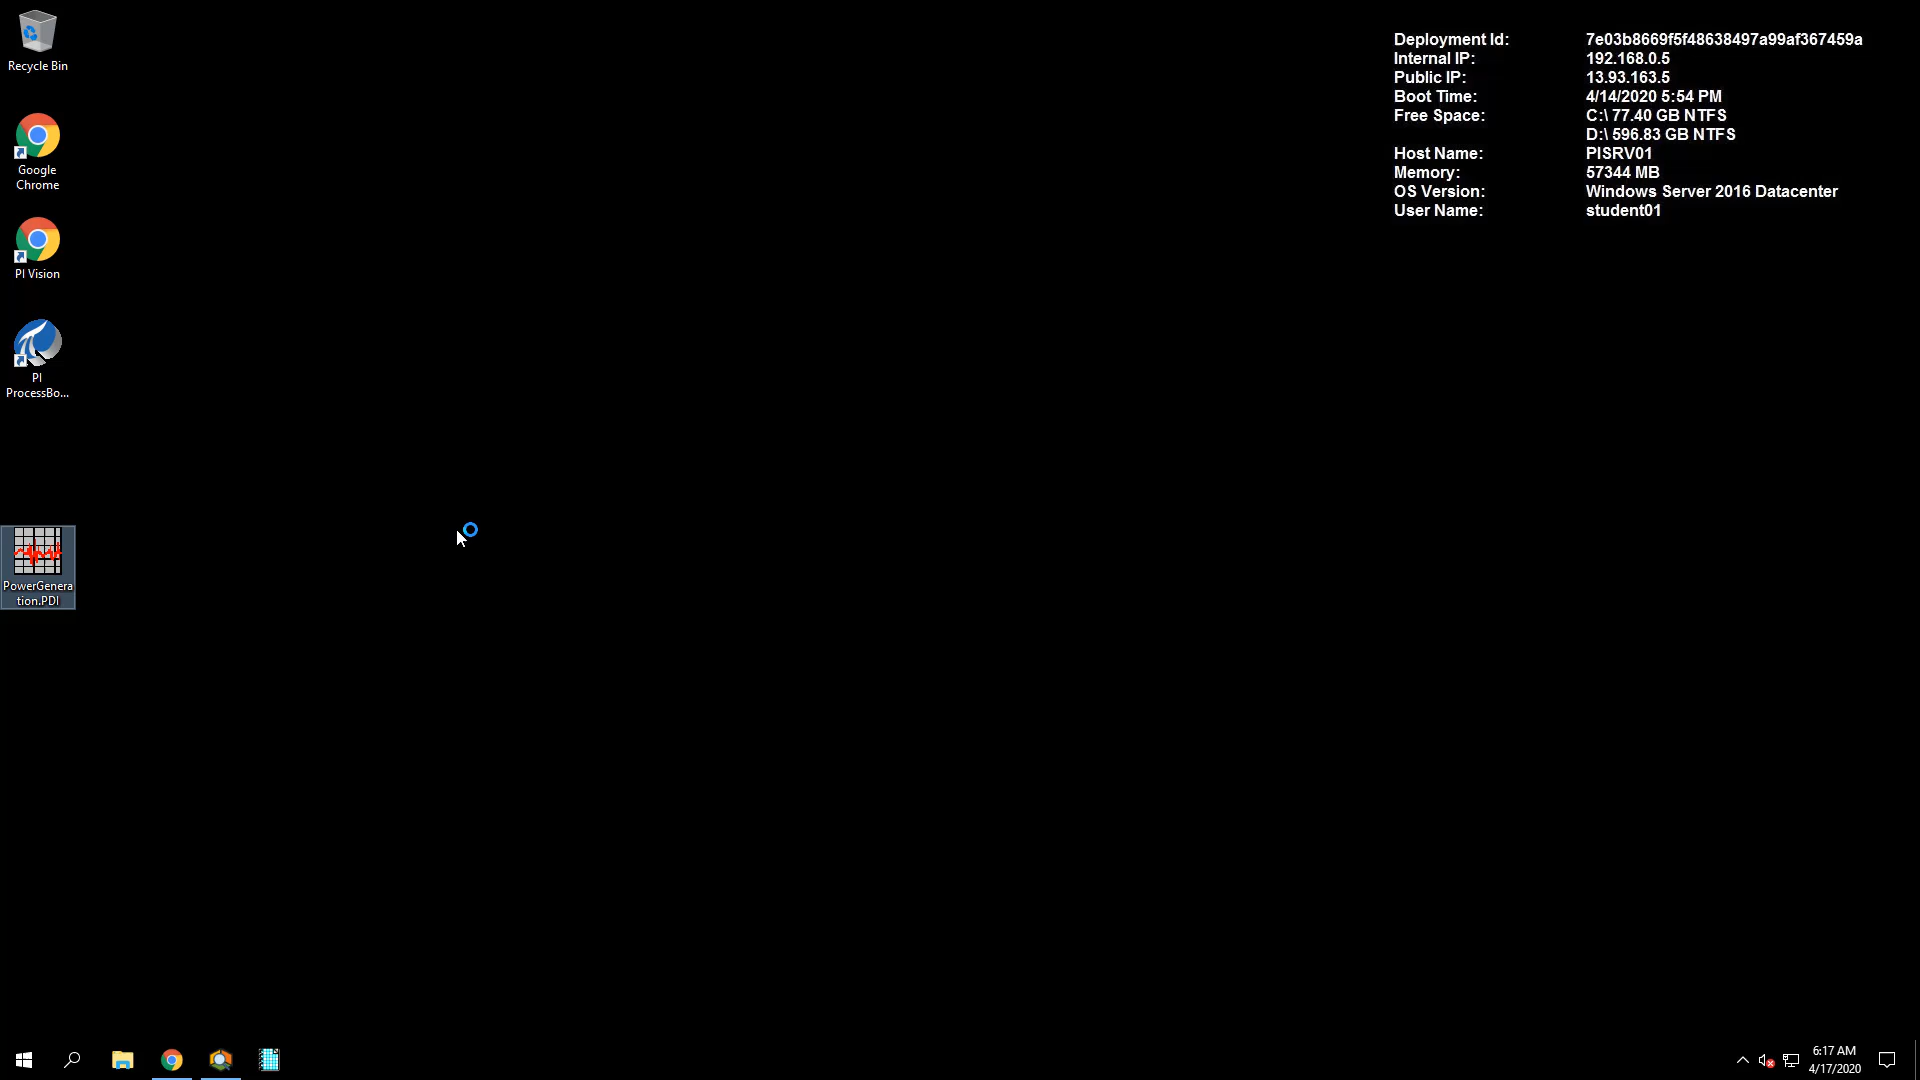 Recycle Bin
Google
Chrome
PI Vision
PI
ProcessBo...
PowerGenera
tion.PDI
Deployment Id: 7e03b8669f5f48638497a99af367459a
Internal IP: 192.168.0.5
Public IP: 13.93.163.5
Boot Time: 4/14/2020 5:54 PM
Free Space: C:\ 77.40 GB NTFS
D:\ 596.83 GB NTFS
Host Name: PISRV01
Memory: 57344 MB
OS Version: Windows Server 2016 Datacenter
User Name: student01
6:17 AM
4/17/2020